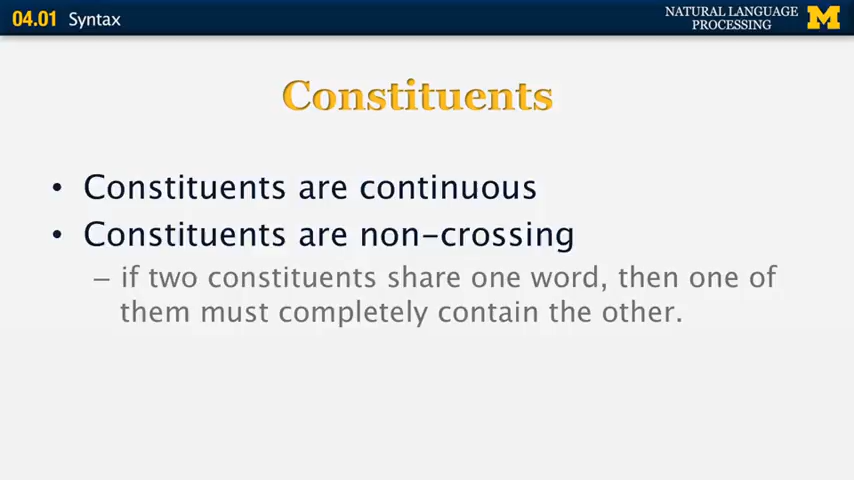 04.01 Syntax
NATURAL LANGUAGE
PROCESSING
M
Constituents
• Constituents are continuous
• Constituents are non-crossing
– if two constituents share one word, then one of
them must completely contain the other.